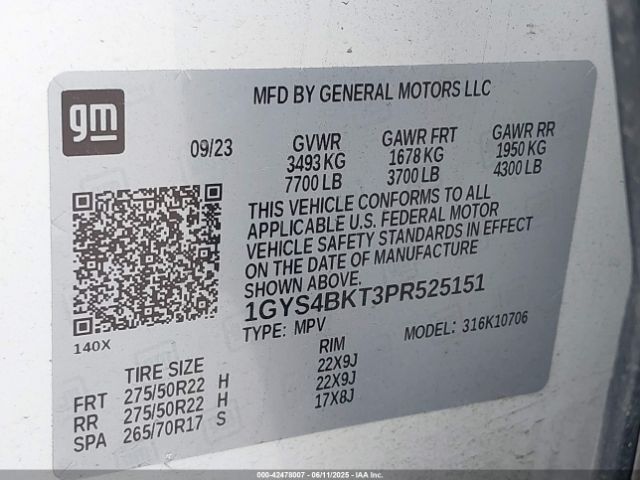 gm
MFD BY GENERAL MOTORS LLC
09/23 GVWR GAWR FRT GAWR RR
3493 KG 1678 KG 1950 KG
7700 LB 3700 LB 4300 LB
THIS VEHICLE CONFORMS TO ALL
APPLICABLE U.S. FEDERAL MOTOR
VEHICLE SAFETY STANDARDS IN EFFECT
ON THE DATE OF MANUFACTURE
SHOWN ABOVE.
1GYS4BKT3PR525151
TYPE: MPV MODEL: 316K10706
140X
TIRE SIZE RIM
FRT 275/50R22 H 22X9J
RR 275/50R22 H 22X9J
SPA 265/70R17 S 17X8J
000-42478007 - 06/11/2025 - IAAI.COM